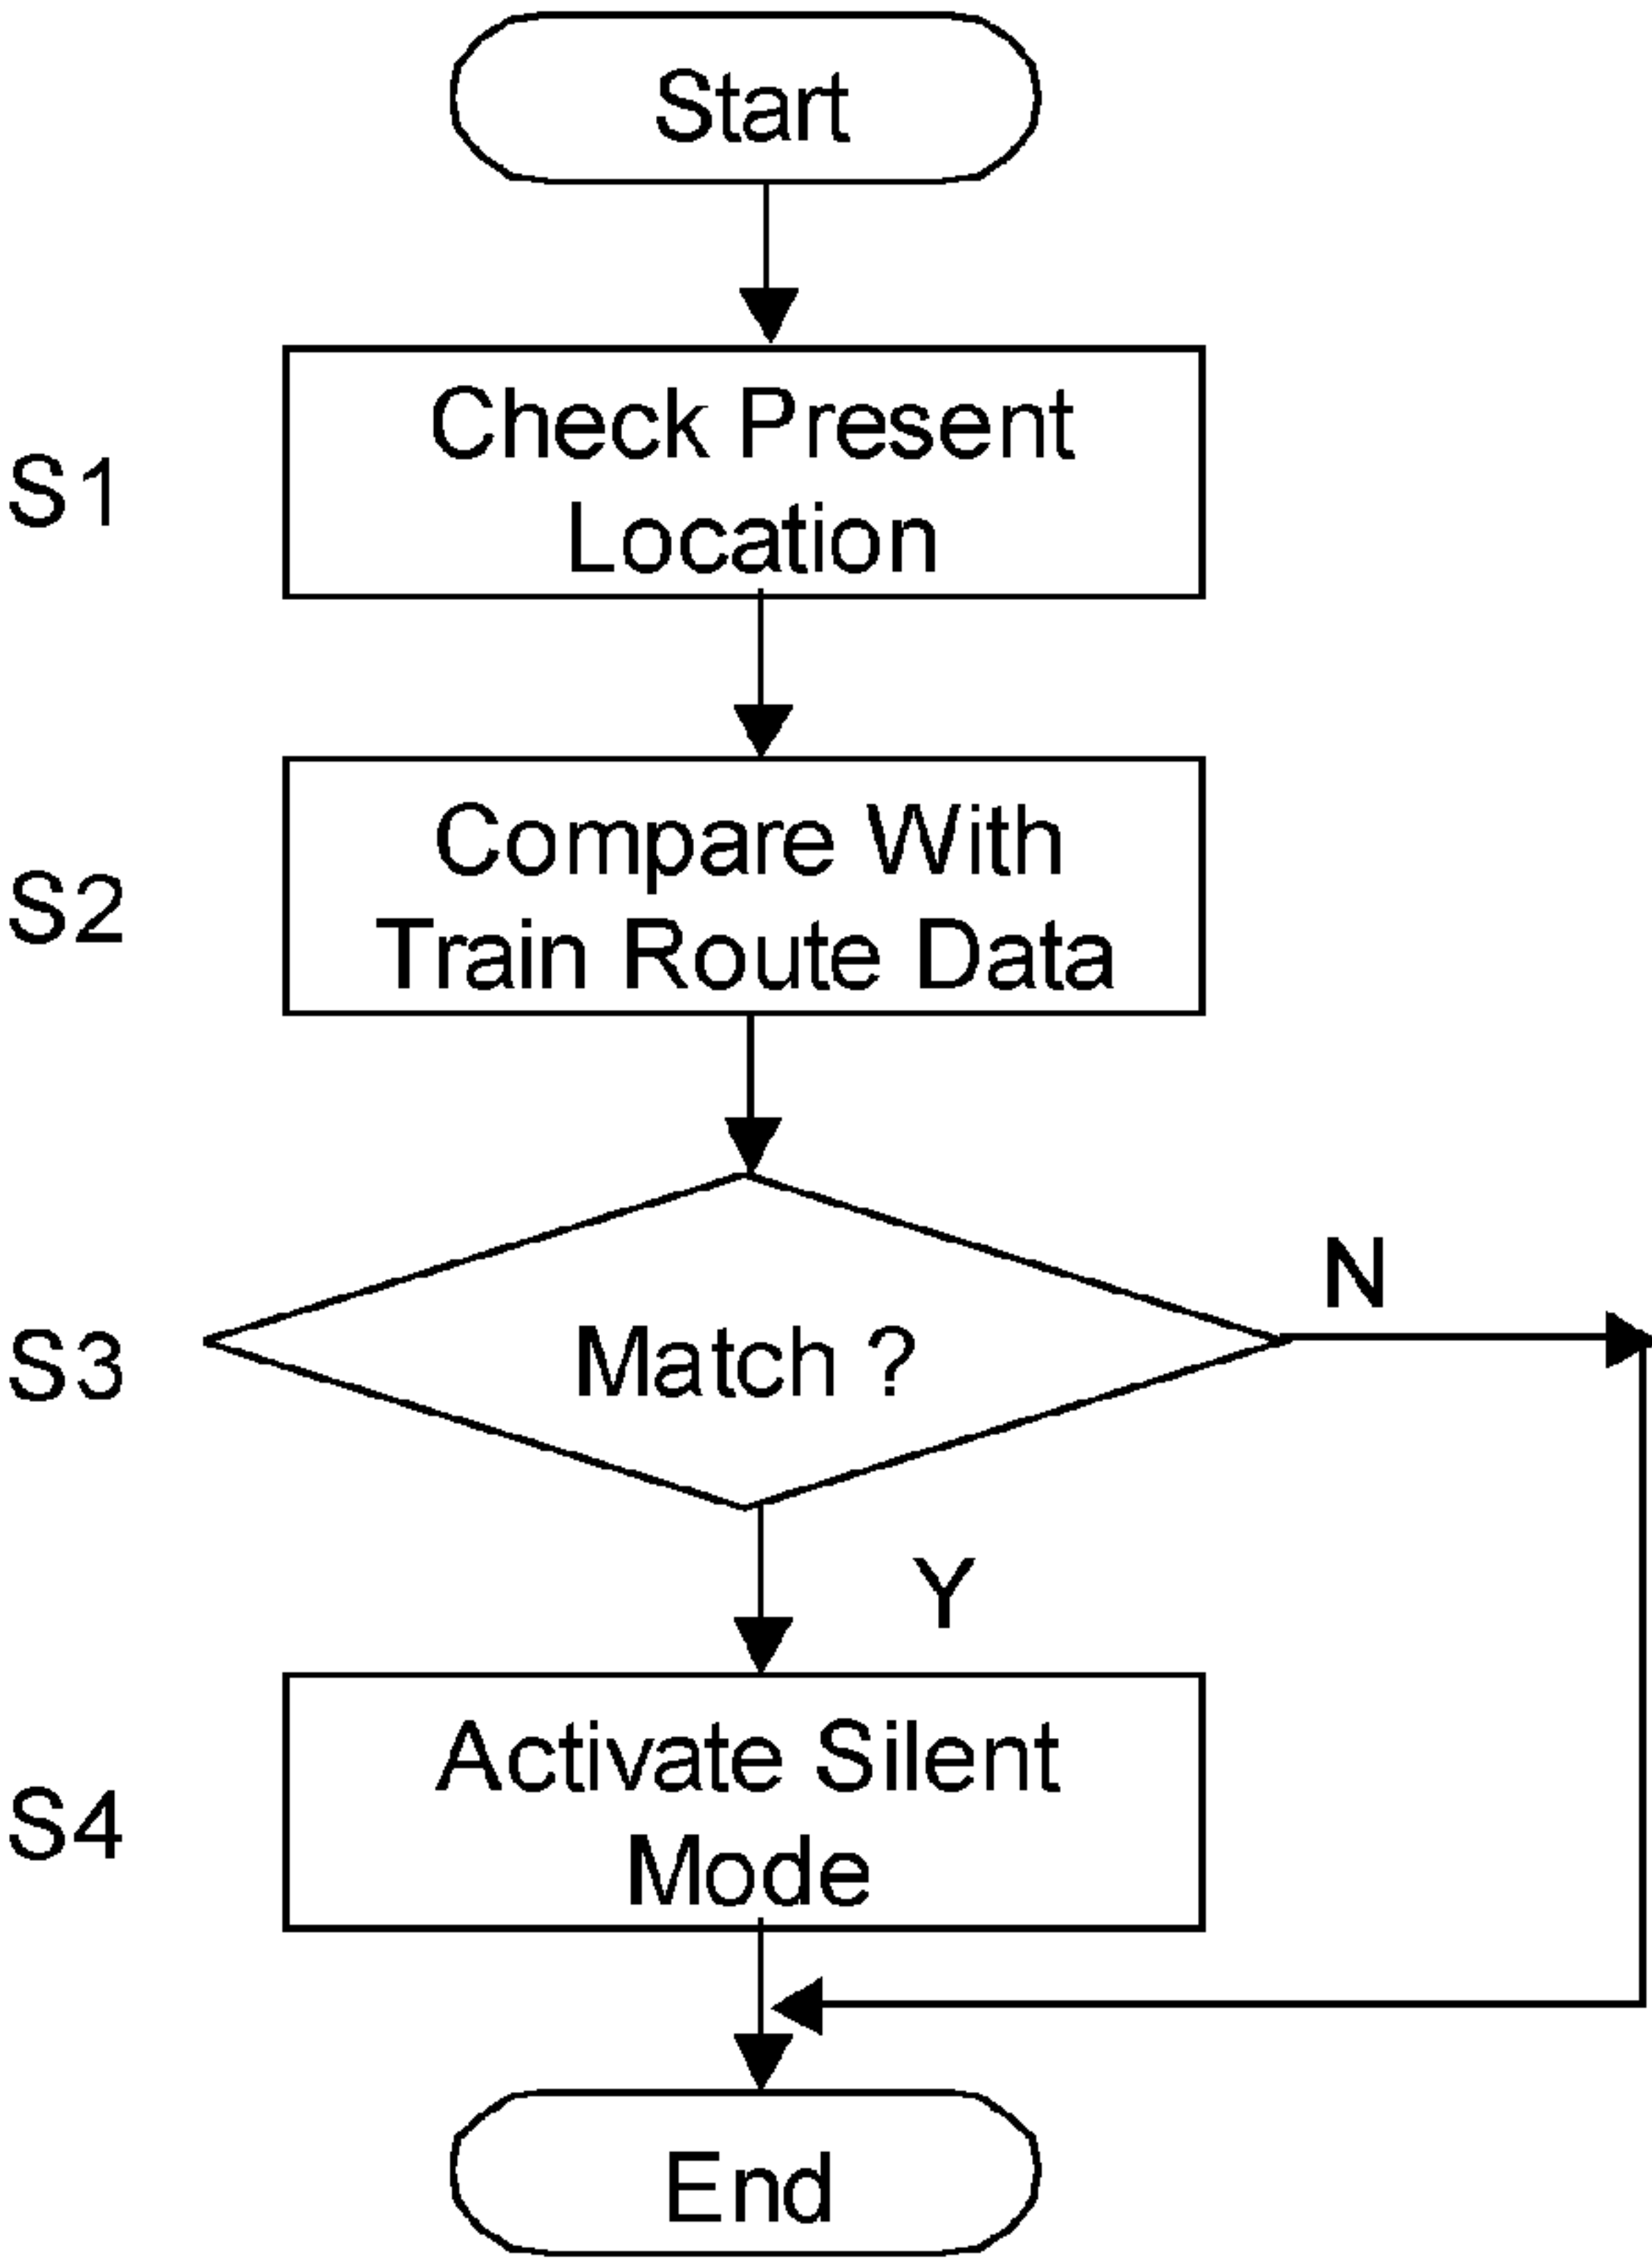 Start
S1
Check Present
Location
S2
Compare With
Train Route Data
S3
Match ?
N
Y
S4
Activate Silent
Mode
End